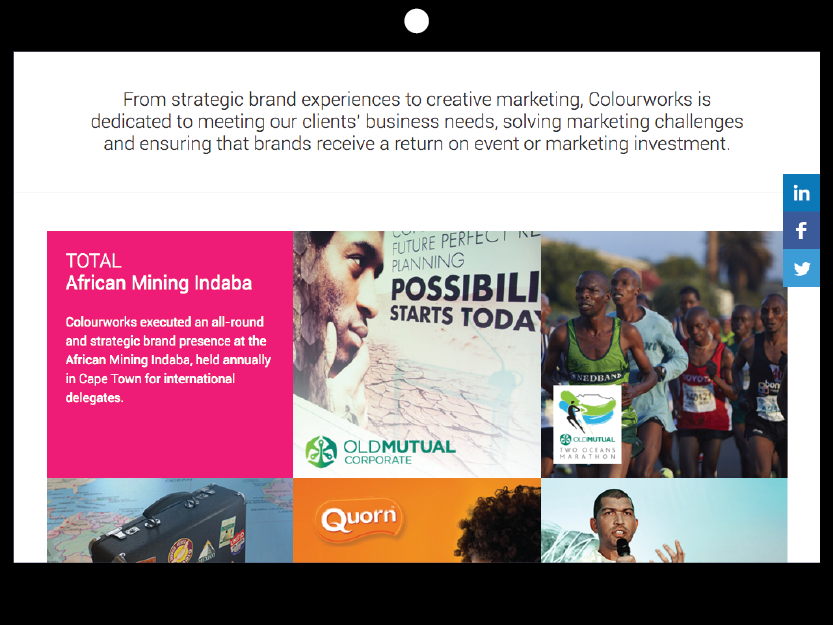 From strategic brand experiences to creative marketing, Colourworks is
dedicated to meeting our clients' business needs, solving marketing challenges
and ensuring that brands receive a return on event or marketing investment.
in
f
TOTAL
African Mining Indaba
Colourworks executed an all-round
and strategic brand presence at the
African Mining Indaba, held annually
in Cape Town for international
delegates.
FUTURE PERFECT
PLANNING
POSSIBILI
STARTS TODAY
OLDMUTUAL
CORPORATE
NEDBANK
TOYOTA
OLDMUTUAL
TWO OCEANS
MARATHON
Quorn